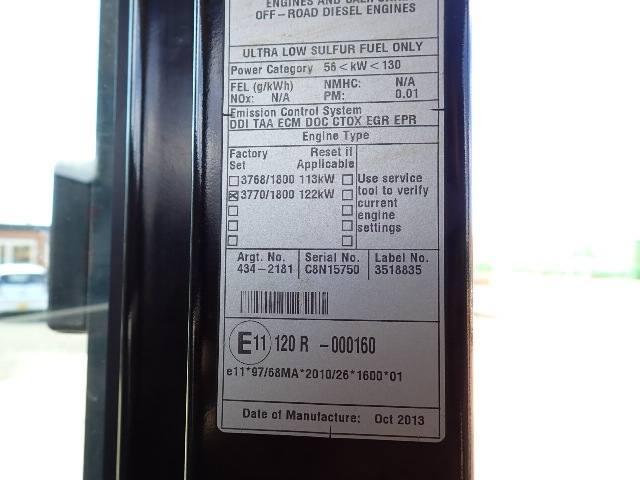 ENGINES AND CALIFORNIA
OFF-ROAD DIESEL ENGINES
ULTRA LOW SULFUR FUEL ONLY
Power Category 56<kW<130
FEL (g/kWh) NMHC: N/A
NOx: N/A PM: 0.01
Emission Control System
DDI TAA ECM DOC CTOX EGR EPR
Engine Type
Factory Reset if
Set Applicable
3768/1800 113kW Use service
3770/1800 122kW tool to verify
current
engine
settings
Argt. No. Serial No. Label No.
434-2181 C8N15750 3518835
E11 120 R -000160
e11*97/68MA*2010/26*1600*01
Date of Manufacture: Oct 2013